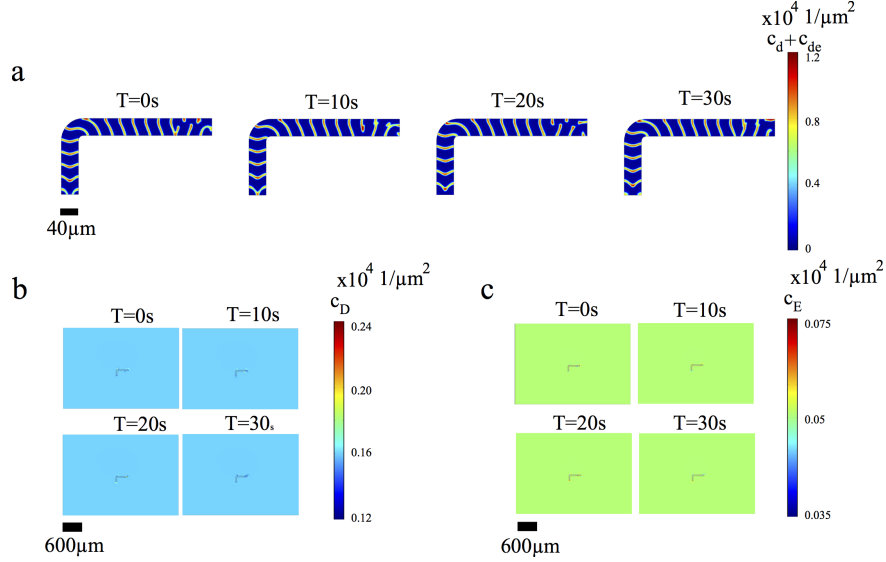 x10⁴ 1/µm²
c_d+c_de
a
T=0s T=10s T=20s T=30s
1.2
0.8
0.4
0
40µm
b
x10⁴ 1/µm²
c_D
T=0s T=10s
0.24
0.20
T=20s T=30s
0.16
0.12
600µm
c
x10⁴ 1/µm²
c_E
T=0s T=10s
0.075
0.05
T=20s T=30s
0.035
600µm